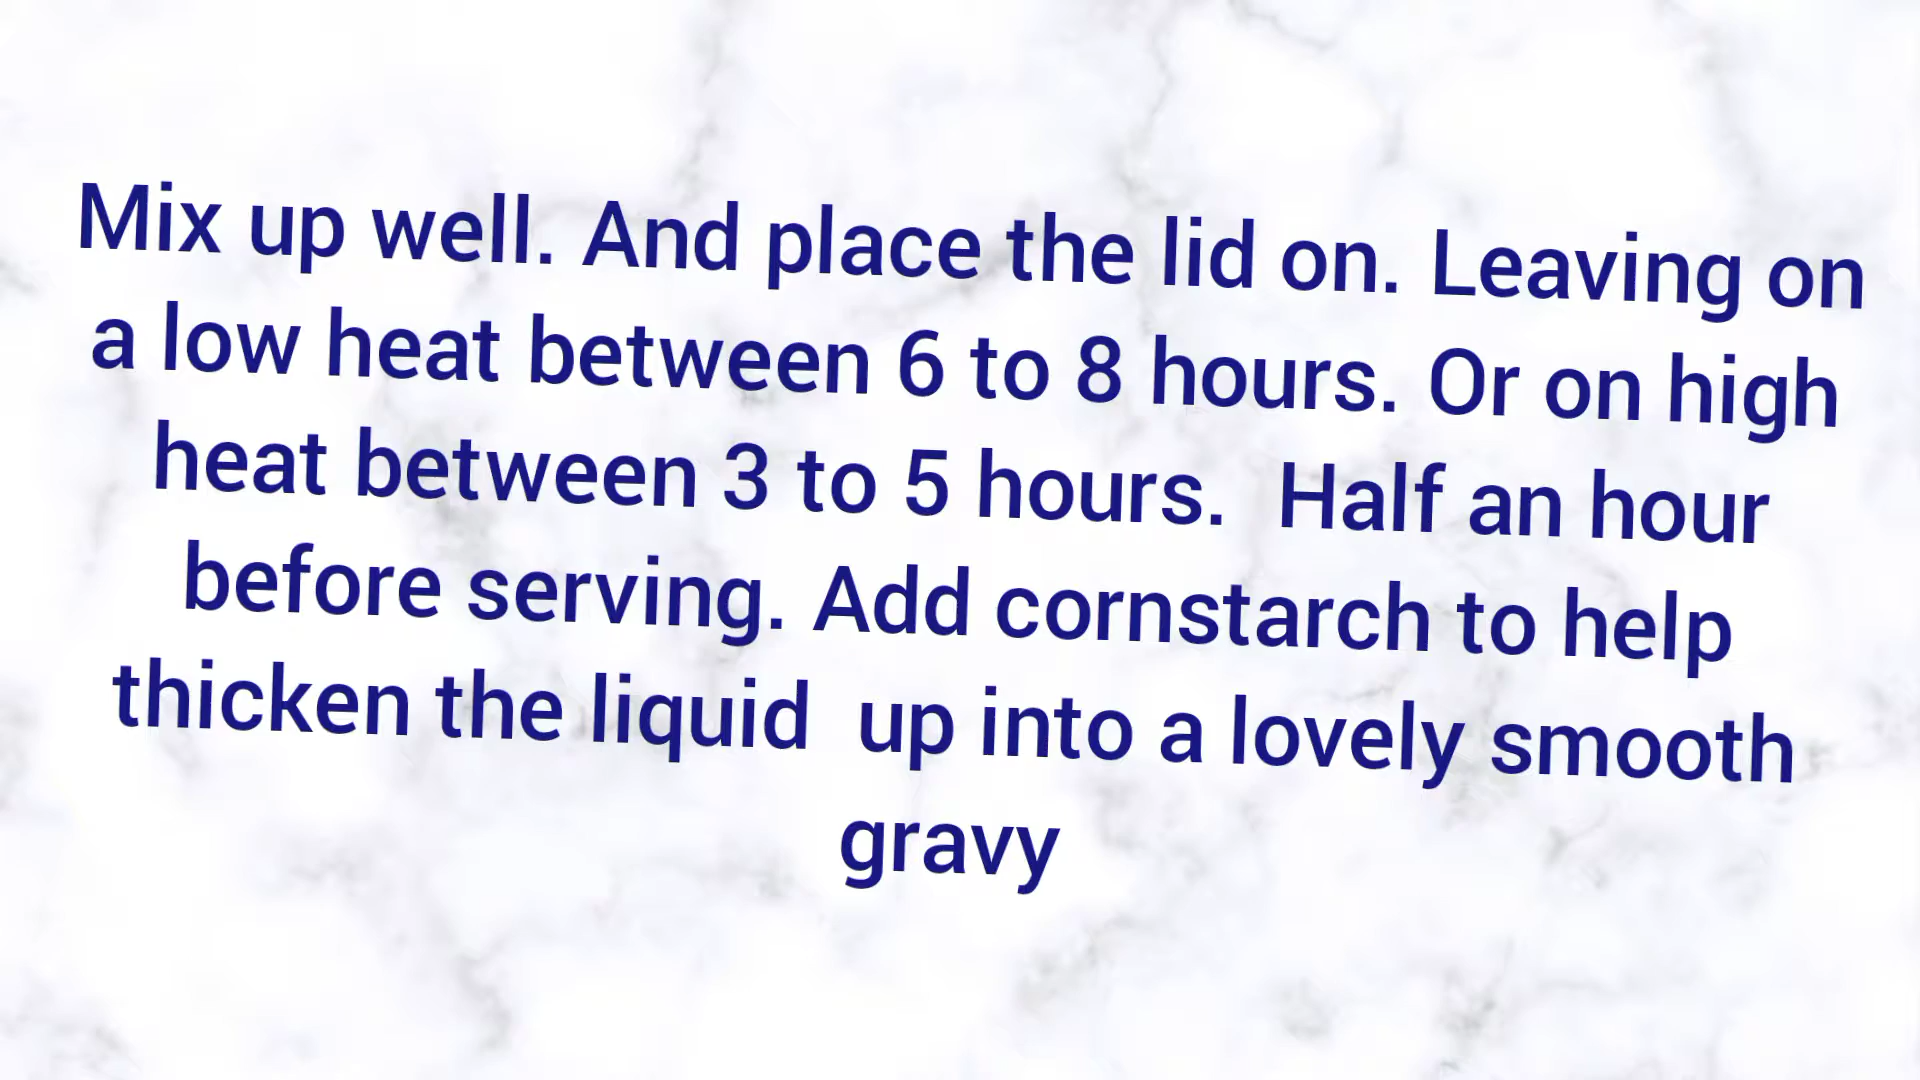 Mix up well. And place the lid on. Leaving on
a low heat between 6 to 8 hours. Or on high
heat between 3 to 5 hours.  Half an hour
before serving. Add cornstarch to help
thicken the liquid  up into a lovely smooth
gravy